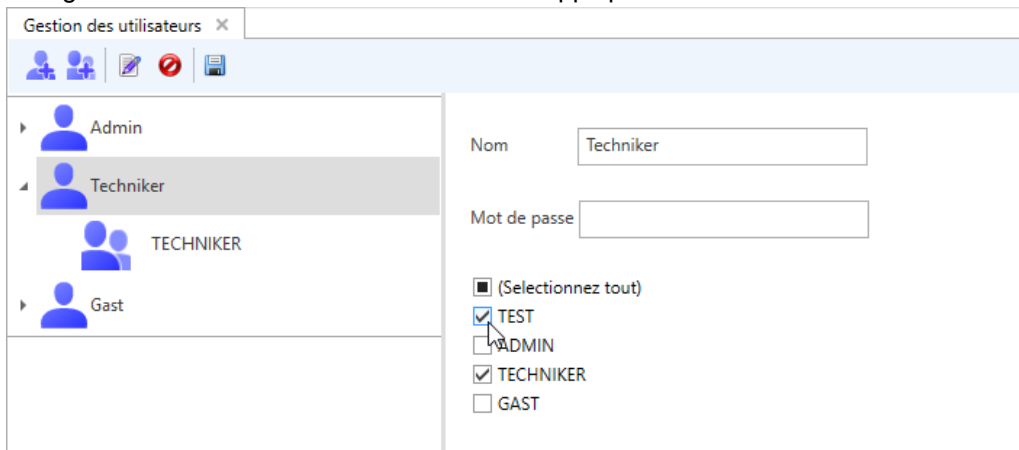 Gestion des utilisateurs
Admin
Techniker
TECHNIKER
Gast
Nom Techniker
Mot de passe
(Selectionnez tout)
TEST
ADMIN
TECHNIKER
GAST